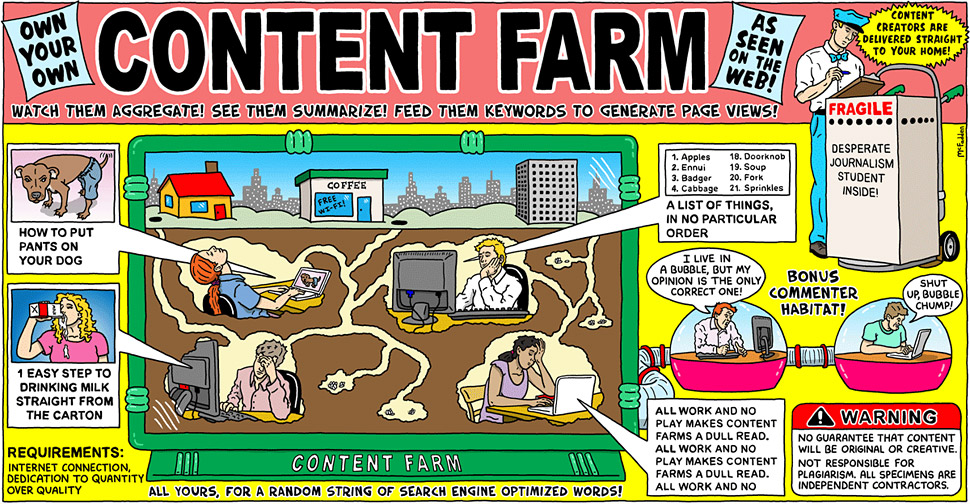 OWN
YOUR
OWN
CONTENT FARM
AS
SEEN
ON THE
WEB!
CONTENT
CREATORS ARE
DELIVERED STRAIGHT
TO YOUR HOME!
WATCH THEM AGGREGATE! SEE THEM SUMMARIZE! FEED THEM KEYWORDS TO GENERATE PAGE VIEWS!
FRAGILE
DESPERATE
JOURNALISM
STUDENT
INSIDE!
McFadden
HOW TO PUT
PANTS ON
YOUR DOG
COFFEE
FREE
WI-FI!
1. Apples
2. Ennui
3. Badger
4. Cabbage
18. Doorknob
19. Soup
20. Pork
21. Sprinkles
A LIST OF THINGS,
IN NO PARTICULAR
ORDER
I LIVE IN
A BUBBLE, BUT MY
OPINION IS THE ONLY
CORRECT ONE!
BONUS
COMMENTER
HABITAT!
SHUT
UP, BUBBLE
CHUMP!
1 EASY STEP TO
DRINKING MILK
STRAIGHT FROM
THE CARTON
ALL WORK AND NO
PLAY MAKES CONTENT
FARMS A DULL READ.
ALL WORK AND NO
PLAY MAKES CONTENT
FARMS A DULL READ.
ALL WORK AND NO
WARNING
NO GUARANTEE THAT CONTENT
WILL BE ORIGINAL OR CREATIVE.
NOT RESPONSIBLE FOR
PLAGIARISM. ALL SPECIMENS ARE
INDEPENDENT CONTRACTORS.
REQUIREMENTS:
INTERNET CONNECTION,
DEDICATION TO QUANTITY
OVER QUALITY
CONTENT FARM
ALL YOURS, FOR A RANDOM STRING OF SEARCH ENGINE OPTIMIZED WORDS!